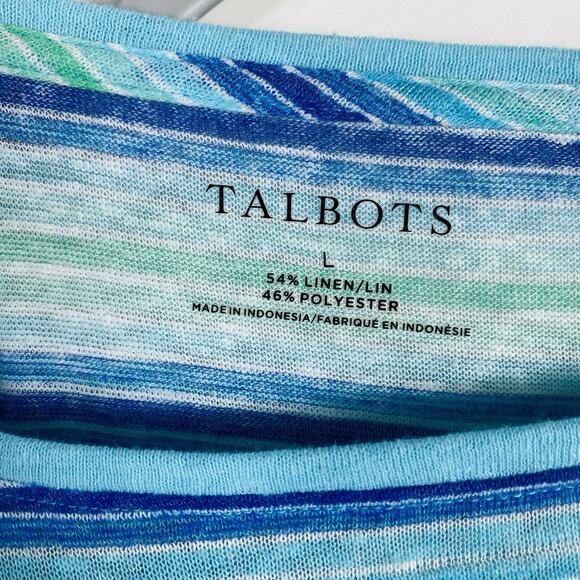 TALBOTS
L
54% LINEN/LIN
46% POLYESTER
MADE IN INDONESIA/FABRIQUÉ EN INDONÉSIE